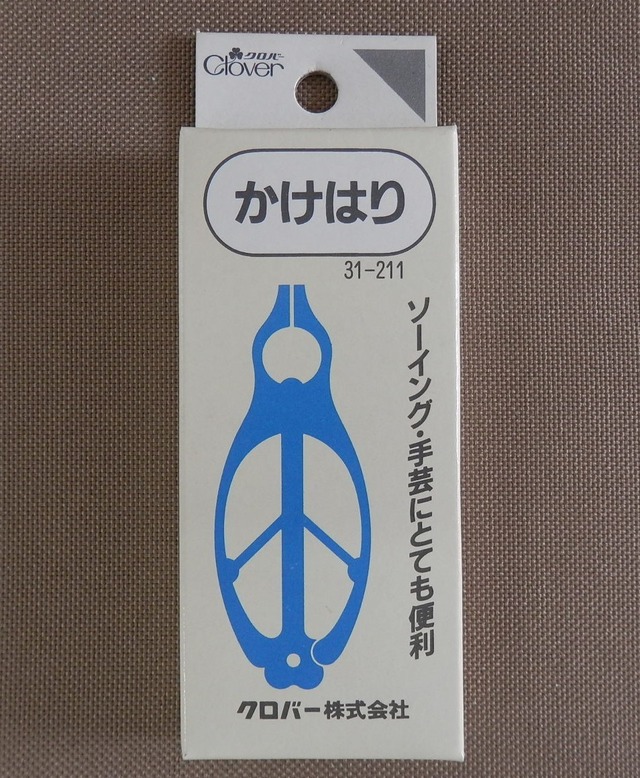 クロバー
Clover
かけはり
31-211
ソーイング・手芸にとても便利
クロバー株式会社